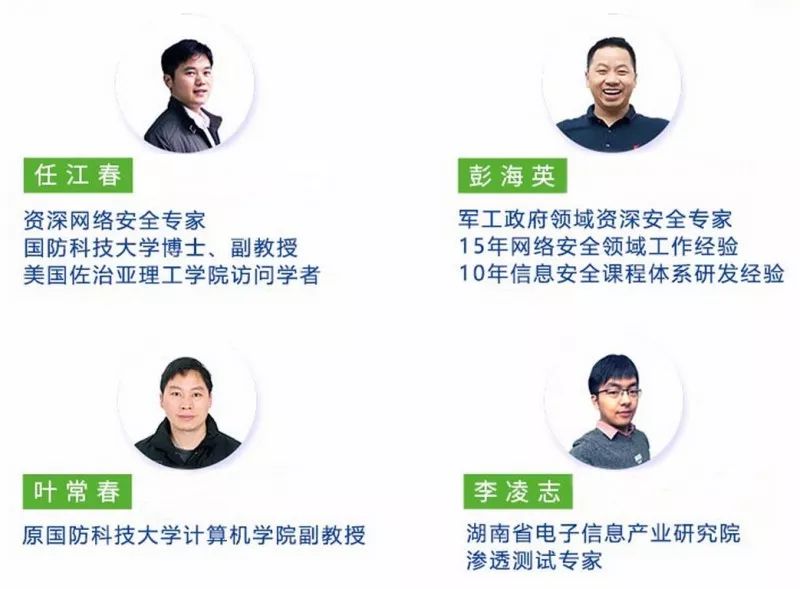 任江春
资深网络安全专家
国防科技大学博士、副教授
美国佐治亚理工学院访问学者
彭海英
军工政府领域资深安全专家
15年网络安全领域工作经验
10年信息安全课程体系研发经验
叶常春
原国防科技大学计算机学院副教授
李凌志
湖南省电子信息产业研究院
渗透测试专家